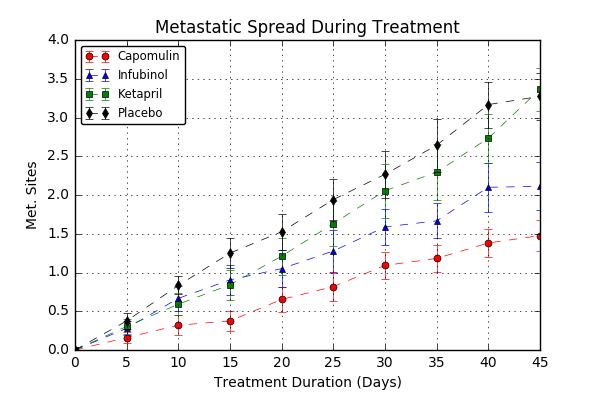 Metastatic Spread During Treatment
4.0
3.5
3.0
2.5
2.0
1.5
1.0
0.5
0.0
Met. Sites
Capomulin
Infubinol
Ketapril
Placebo
0 5 10 15 20 25 30 35 40 45
Treatment Duration (Days)